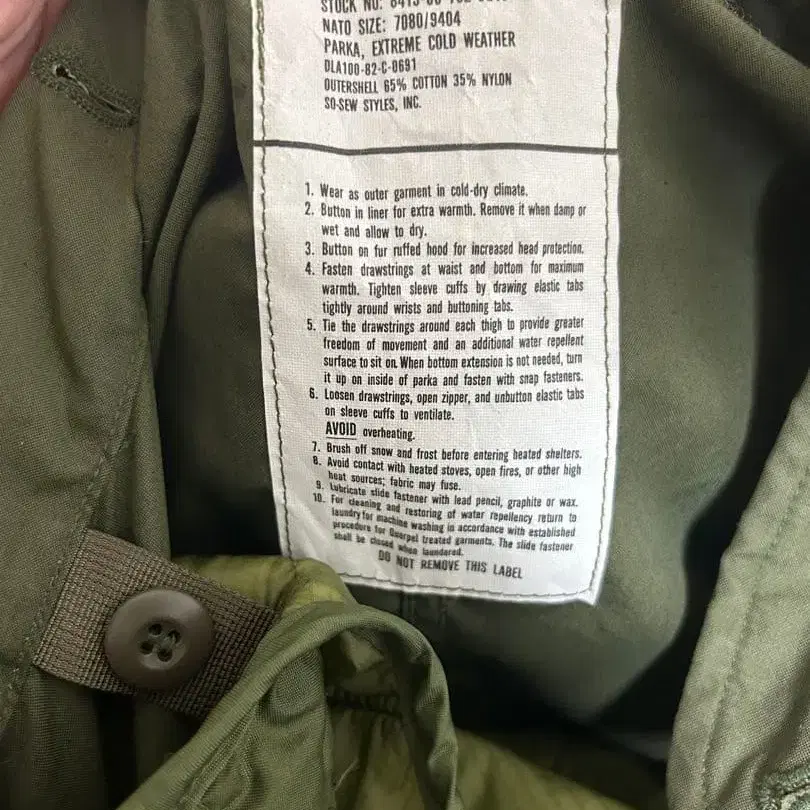 STOCK NO: 8415-00-782-
NATO SIZE: 7080/9404
PARKA, EXTREME COLD WEATHER
DLA100-82-C-0691
OUTERSHELL 65% COTTON 35% NYLON
SO-SEW STYLES, INC.
1. Wear as outer garment in cold-dry climate.
2. Button in liner for extra warmth. Remove it when damp or
wet and allow to dry.
3. Button on fur ruffed hood for increased head protection.
4. Fasten drawstrings at waist and bottom for maximum
warmth. Tighten sleeve cuffs by drawing elastic tabs
tightly around wrists and buttoning tabs.
5. Tie the drawstrings around each thigh to provide greater
freedom of movement and an additional water repellent
surface to sit on. When bottom extension is not needed, turn
it up on inside of parka and fasten with snap fasteners.
6. Loosen drawstrings, open zipper, and unbutton elastic tabs
on sleeve cuffs to ventilate.
AVOID overheating.
7. Brush off snow and frost before entering heated shelters.
8. Avoid contact with heated stoves, open fires, or other high
heat sources; fabric may fuse.
9. Lubricate slide fastener with lead pencil, graphite or wax.
10. For cleaning and restoring of water repellency return to
laundry for machine washing in accordance with established
procedure for Quarpel treated garments. The slide fastener
shall be closed when laundered.
DO NOT REMOVE THIS LABEL